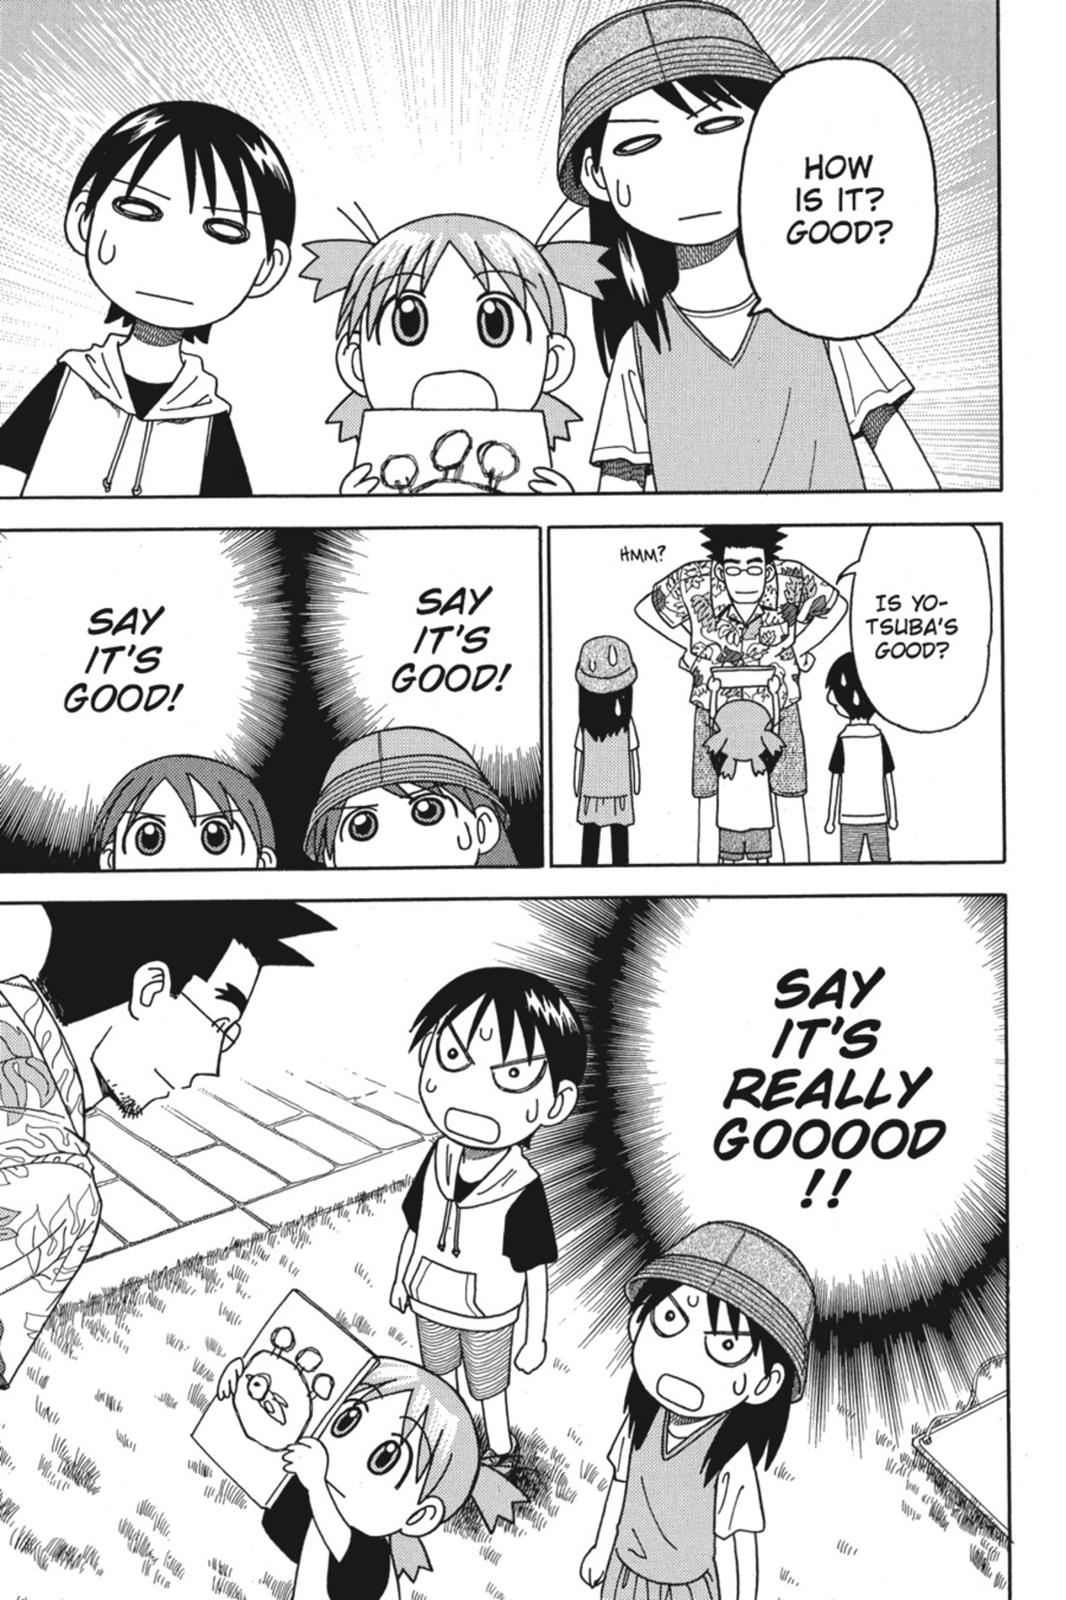 HOW
IS IT?
GOOD?
SAY
IT'S
GOOD!
SAY
IT'S
GOOD!
HMM?
IS YO-
TSUBA'S
GOOD?
SAY
IT'S
REALLY
GOOOOD
!!